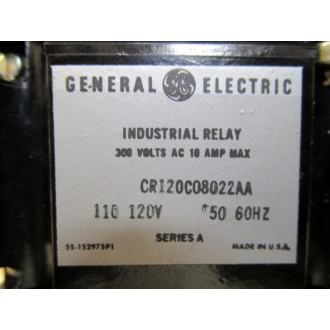 GENERAL GE ELECTRIC
INDUSTRIAL RELAY
300 VOLTS AC 10 AMP MAX
CR120C08022AA
110 120V 50 60HZ
SERIES A
55-152975P1 MADE IN U.S.A.